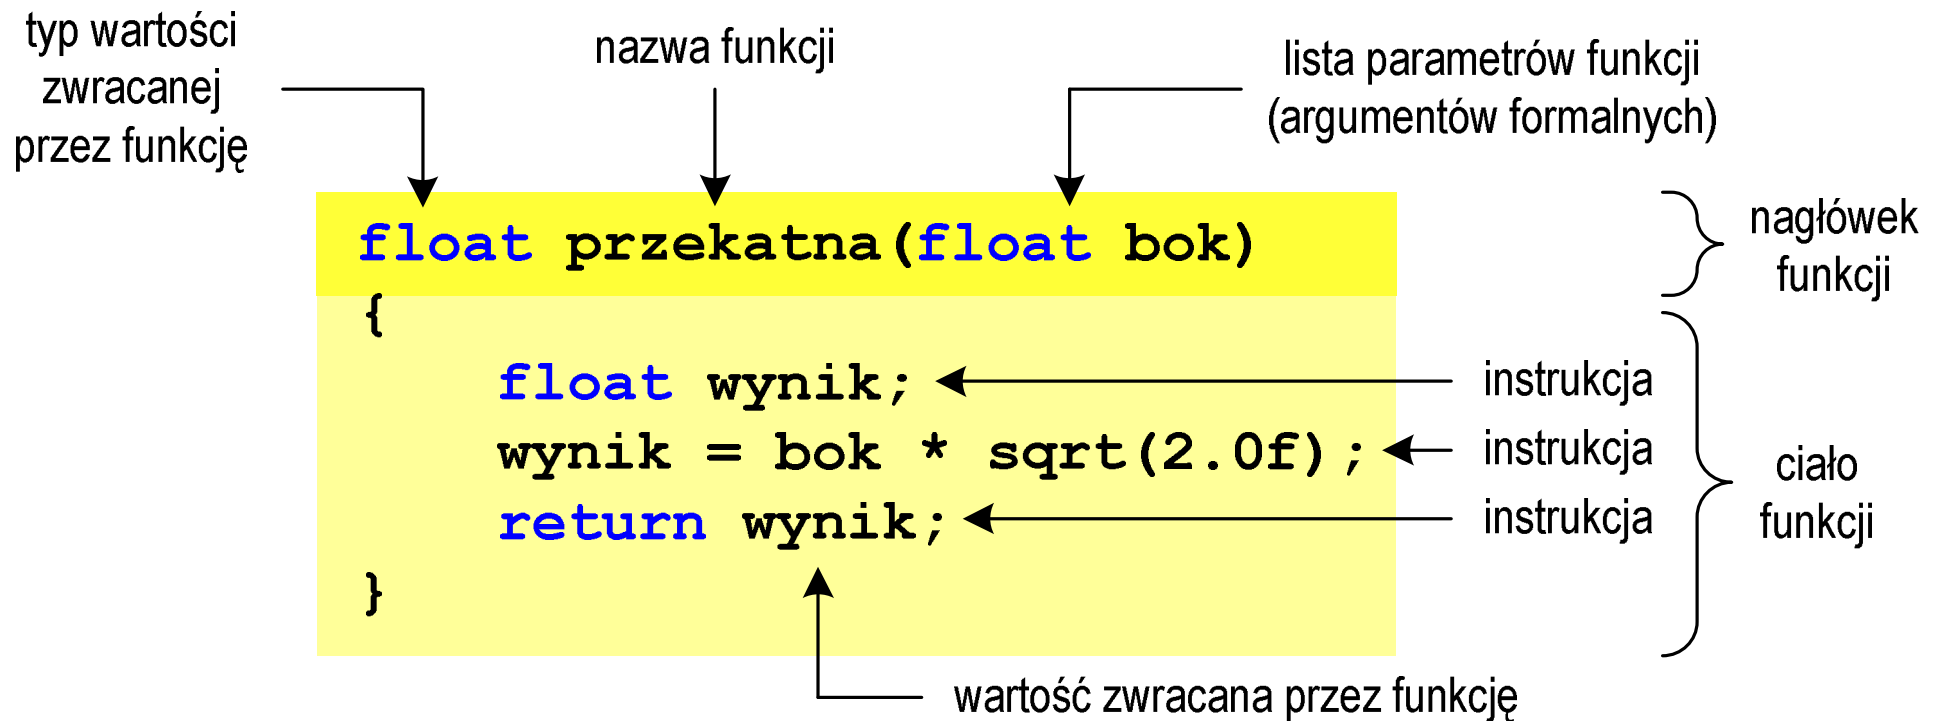 typ wartości
zwracanej
przez funkcję
nazwa funkcji
lista parametrów funkcji
(argumentów formalnych)
float przekatna(float bok)
nagłówek
funkcji
{
float wynik;
instrukcja
wynik = bok * sqrt(2.0f);
instrukcja
return wynik;
instrukcja
ciało
funkcji
}
wartość zwracana przez funkcję